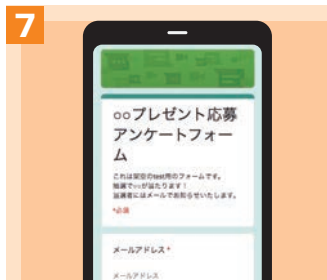 7
○○プレゼント応募
アンケートフォー
ム
これは架空のtest用のフォームです。
抽選で○○が当たります！
当選者にはメールでお知らせいたします。
*必須
メールアドレス*
メールアドレス